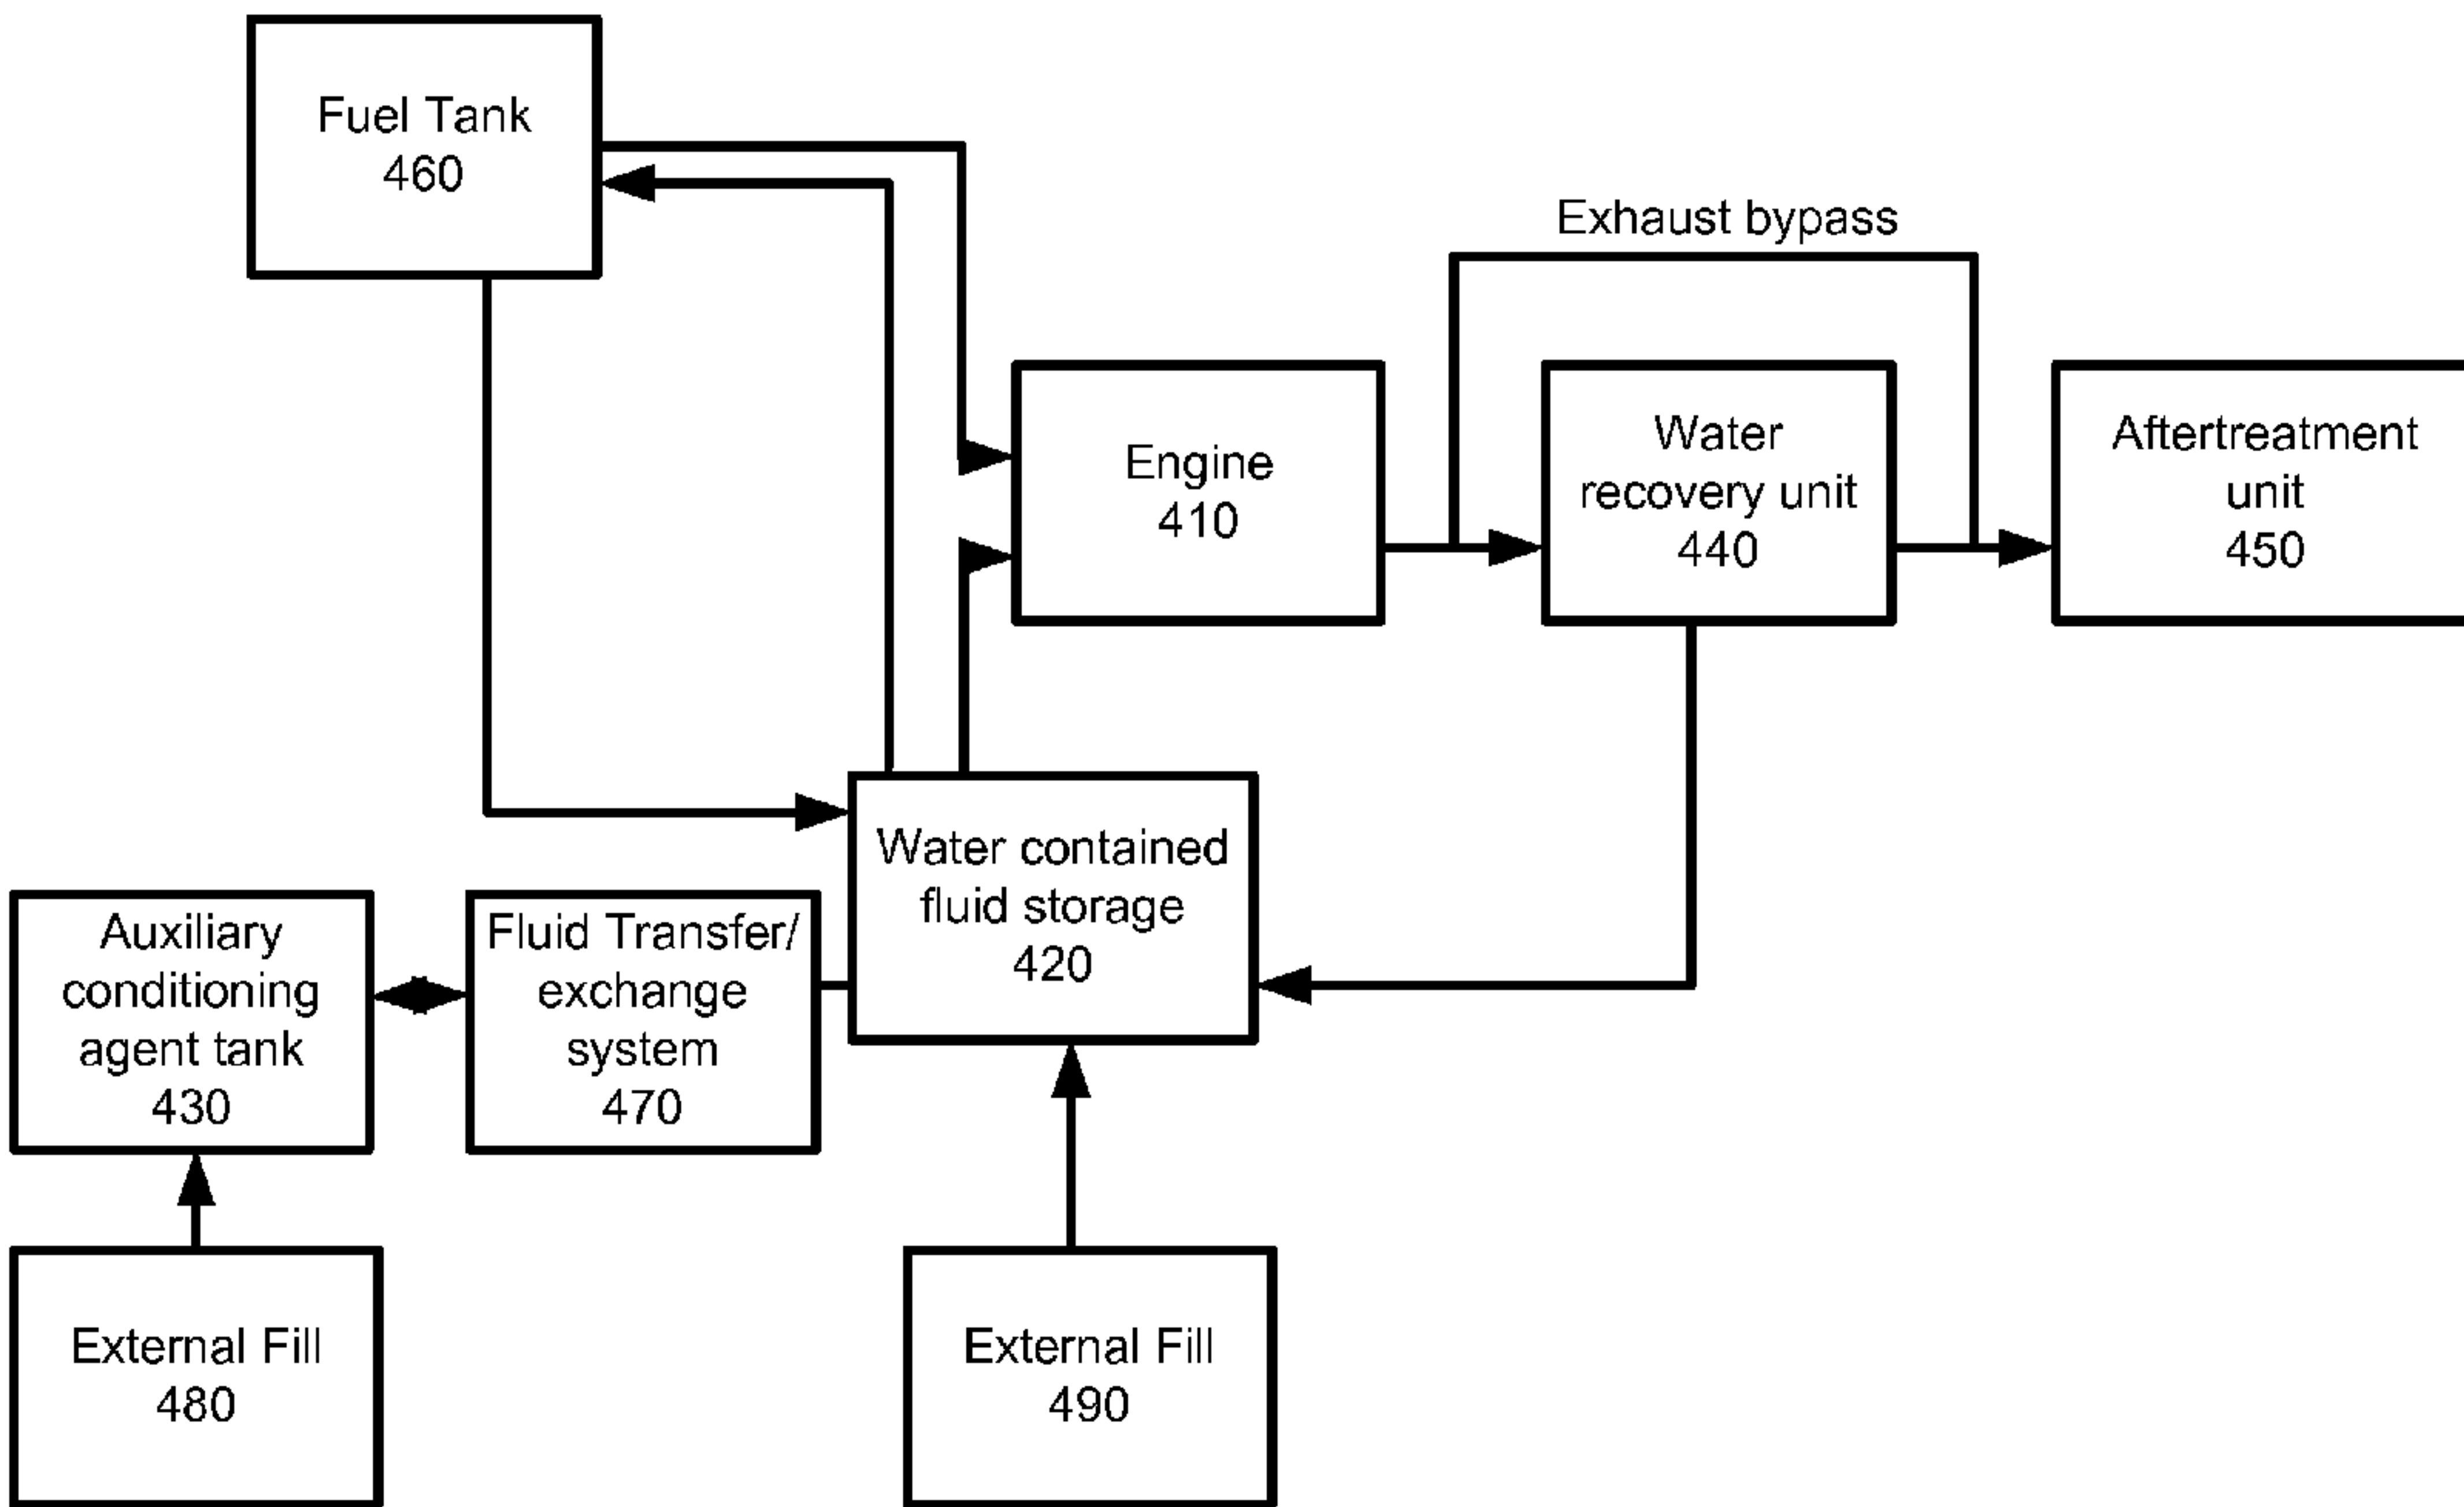 Fuel Tank
460
Exhaust bypass
Engine
410
Water
recovery unit
440
Aftertreatment
unit
450
Water contained
fluid storage
420
Auxiliary
conditioning
agent tank
430
Fluid Transfer/
exchange
system
470
External Fill
480
External Fill
490